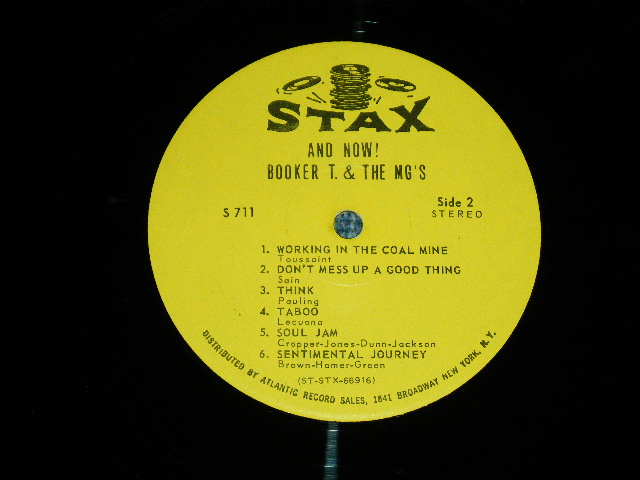 STAX
AND NOW!
BOOKER T. & THE MG'S
S 711
Side 2
STEREO
1. WORKING IN THE COAL MINE
Toussaint
2. DON'T MESS UP A GOOD THING
Sain
3. THINK
Pauling
4. TABOO
Lecuona
5. SOUL JAM
Cropper-Jones-Dunn-Jackson
6. SENTIMENTAL JOURNEY
Brown-Homer-Green
(ST-STX-66916)
DISTRIBUTED BY ATLANTIC RECORD SALES, 1841 BROADWAY NEW YORK, N.Y.